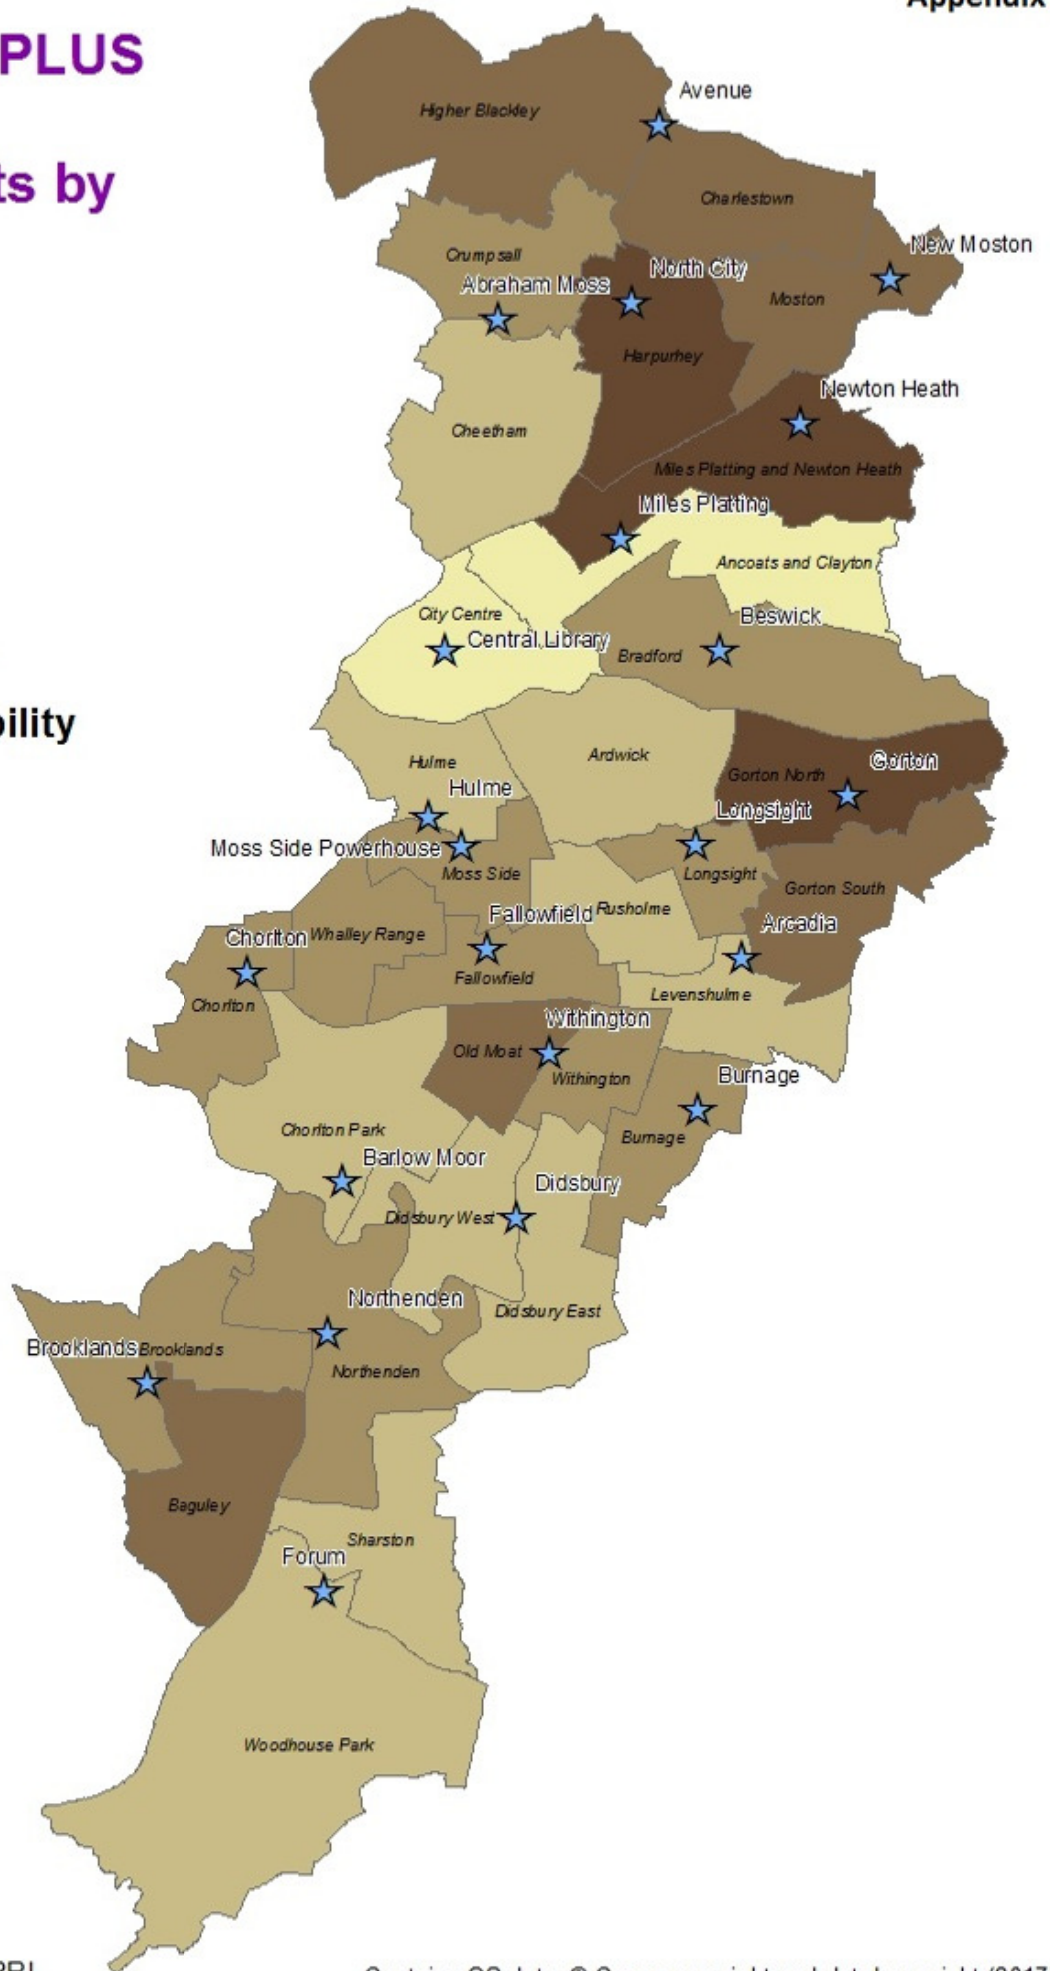 Appendix
PLUS
Avenue
Higher Blackley
ts by
Charlestown
New Moston
Crumpsall
North City
Abraham Moss
Moston
Harpurhey
Newton Heath
Cheetham
Miles Platting and Newton Heath
Miles Platting
Ancoats and Clayton
City Centre
Beswick
Central Library
Bradford
bility
Ardwick
Hulme
Gorton
Gorton North
Hulme
Longsight
Moss Side Powerhouse
Moss Side
Longsight
Gorton South
Rusholme
Fallowfield
Arcadia
Chorlton
Whalley Range
Fallowfield
Levenshulme
Chorlton
Withington
Old Moat
Withington
Burnage
Chorlton Park
Burnage
Barlow Moor
Didsbury
Didsbury West
Northenden
Didsbury East
Brooklands
Brooklands
Northenden
Baguley
Sharston
Forum
Woodhouse Park